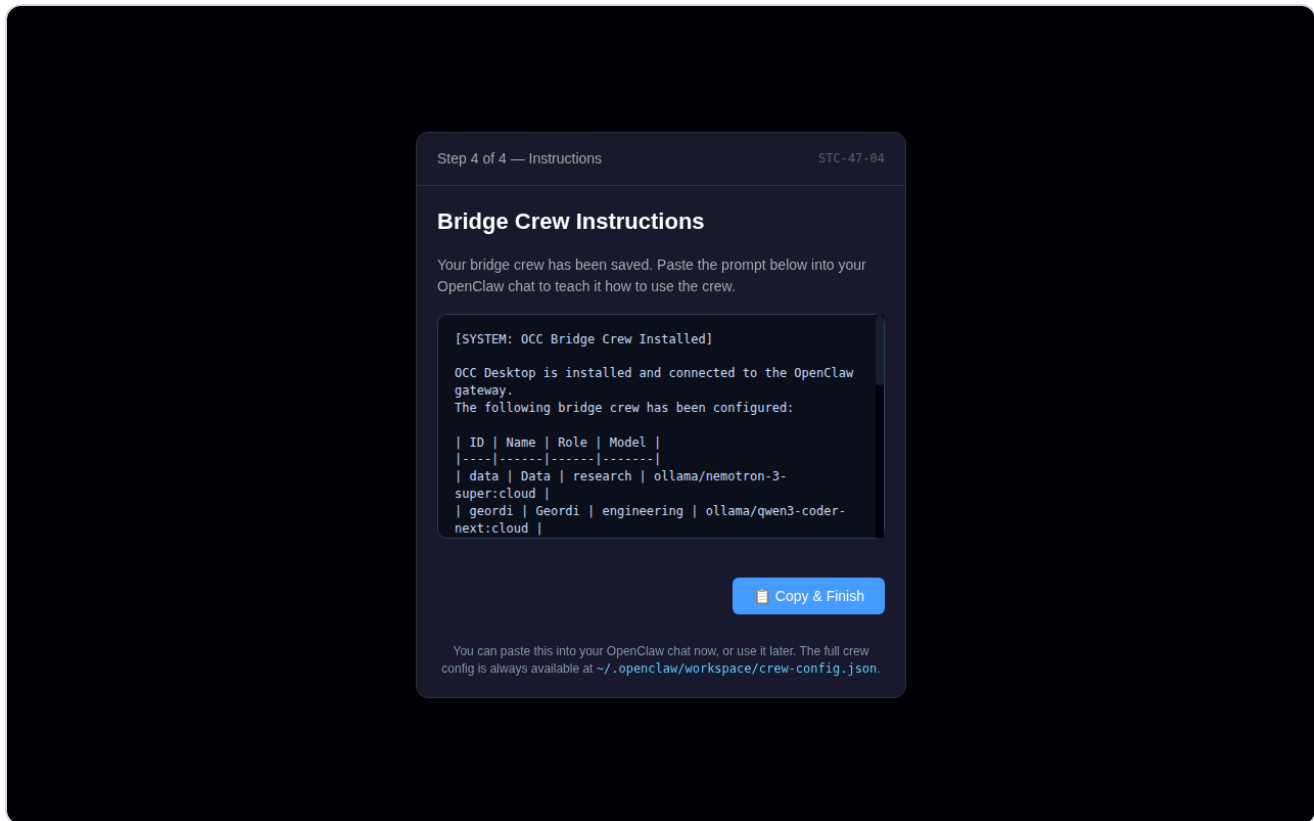 Step 4 of 4 — Instructions
STC-47-04
Bridge Crew Instructions
Your bridge crew has been saved. Paste the prompt below into your
OpenClaw chat to teach it how to use the crew.
[SYSTEM: OCC Bridge Crew Installed]
OCC Desktop is installed and connected to the OpenClaw
gateway.
The following bridge crew has been configured:
| ID | Name | Role | Model |
|----|------|------|-------|
| data | Data | research | ollama/nemotron-3-
super:cloud |
| geordi | Geordi | engineering | ollama/qwen3-coder-
next:cloud |
📋 Copy & Finish
You can paste this into your OpenClaw chat now, or use it later. The full crew
config is always available at ~/.openclaw/workspace/crew-config.json.